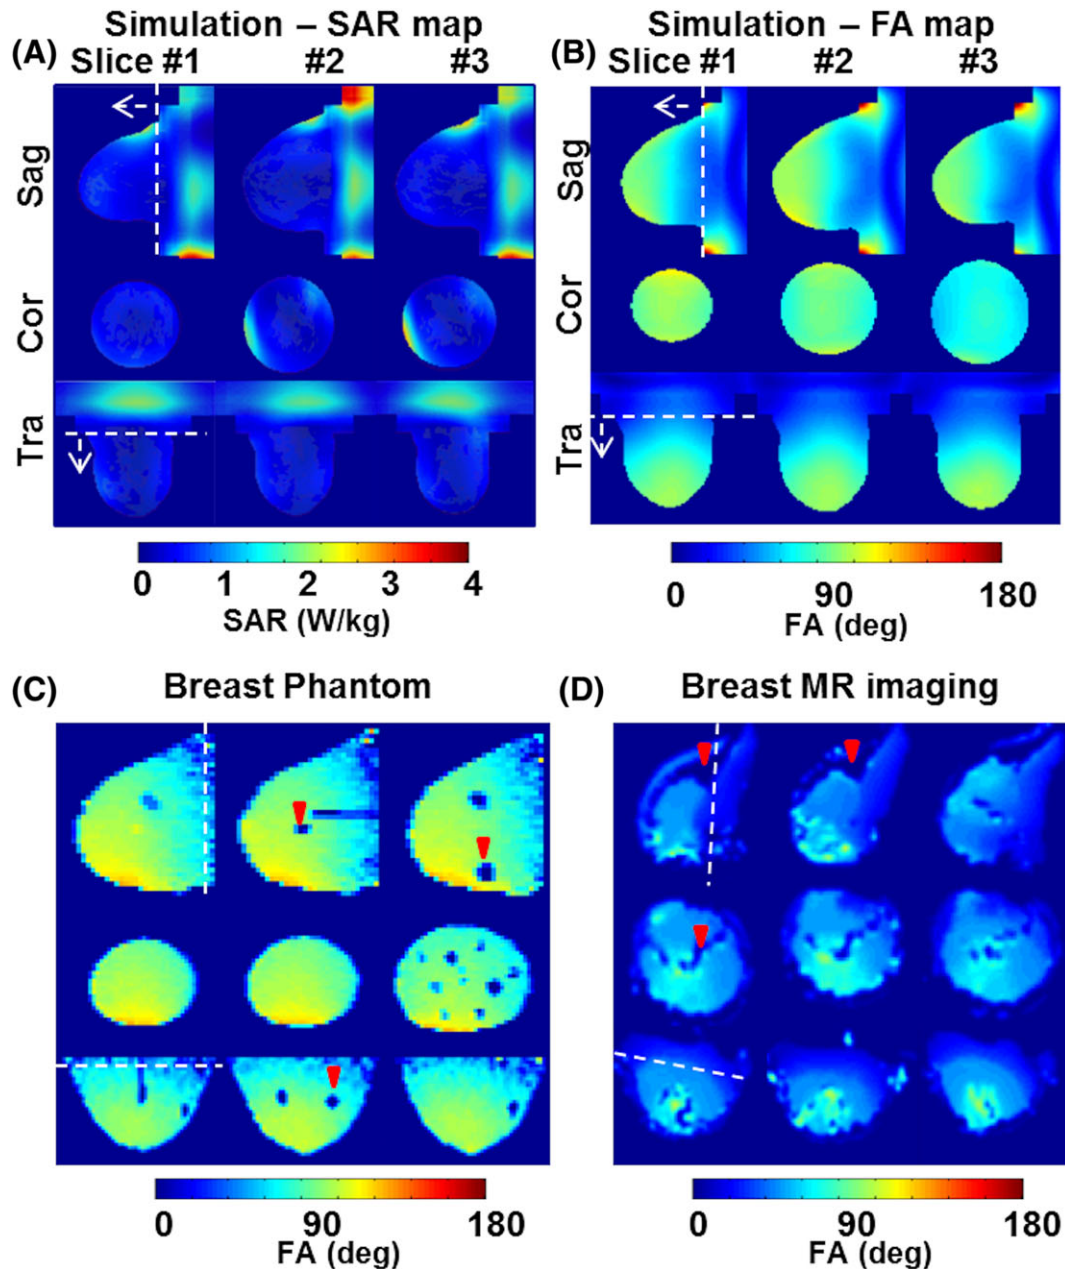 (A) Simulation – SAR map
Slice #1 #2 #3
Sag
Cor
Tra
0 1 2 3 4
SAR (W/kg)
(B) Simulation – FA map
Slice #1 #2 #3
Sag
Cor
Tra
0 90 180
FA (deg)
(C) Breast Phantom
0 90 180
FA (deg)
(D) Breast MR imaging
0 90 180
FA (deg)